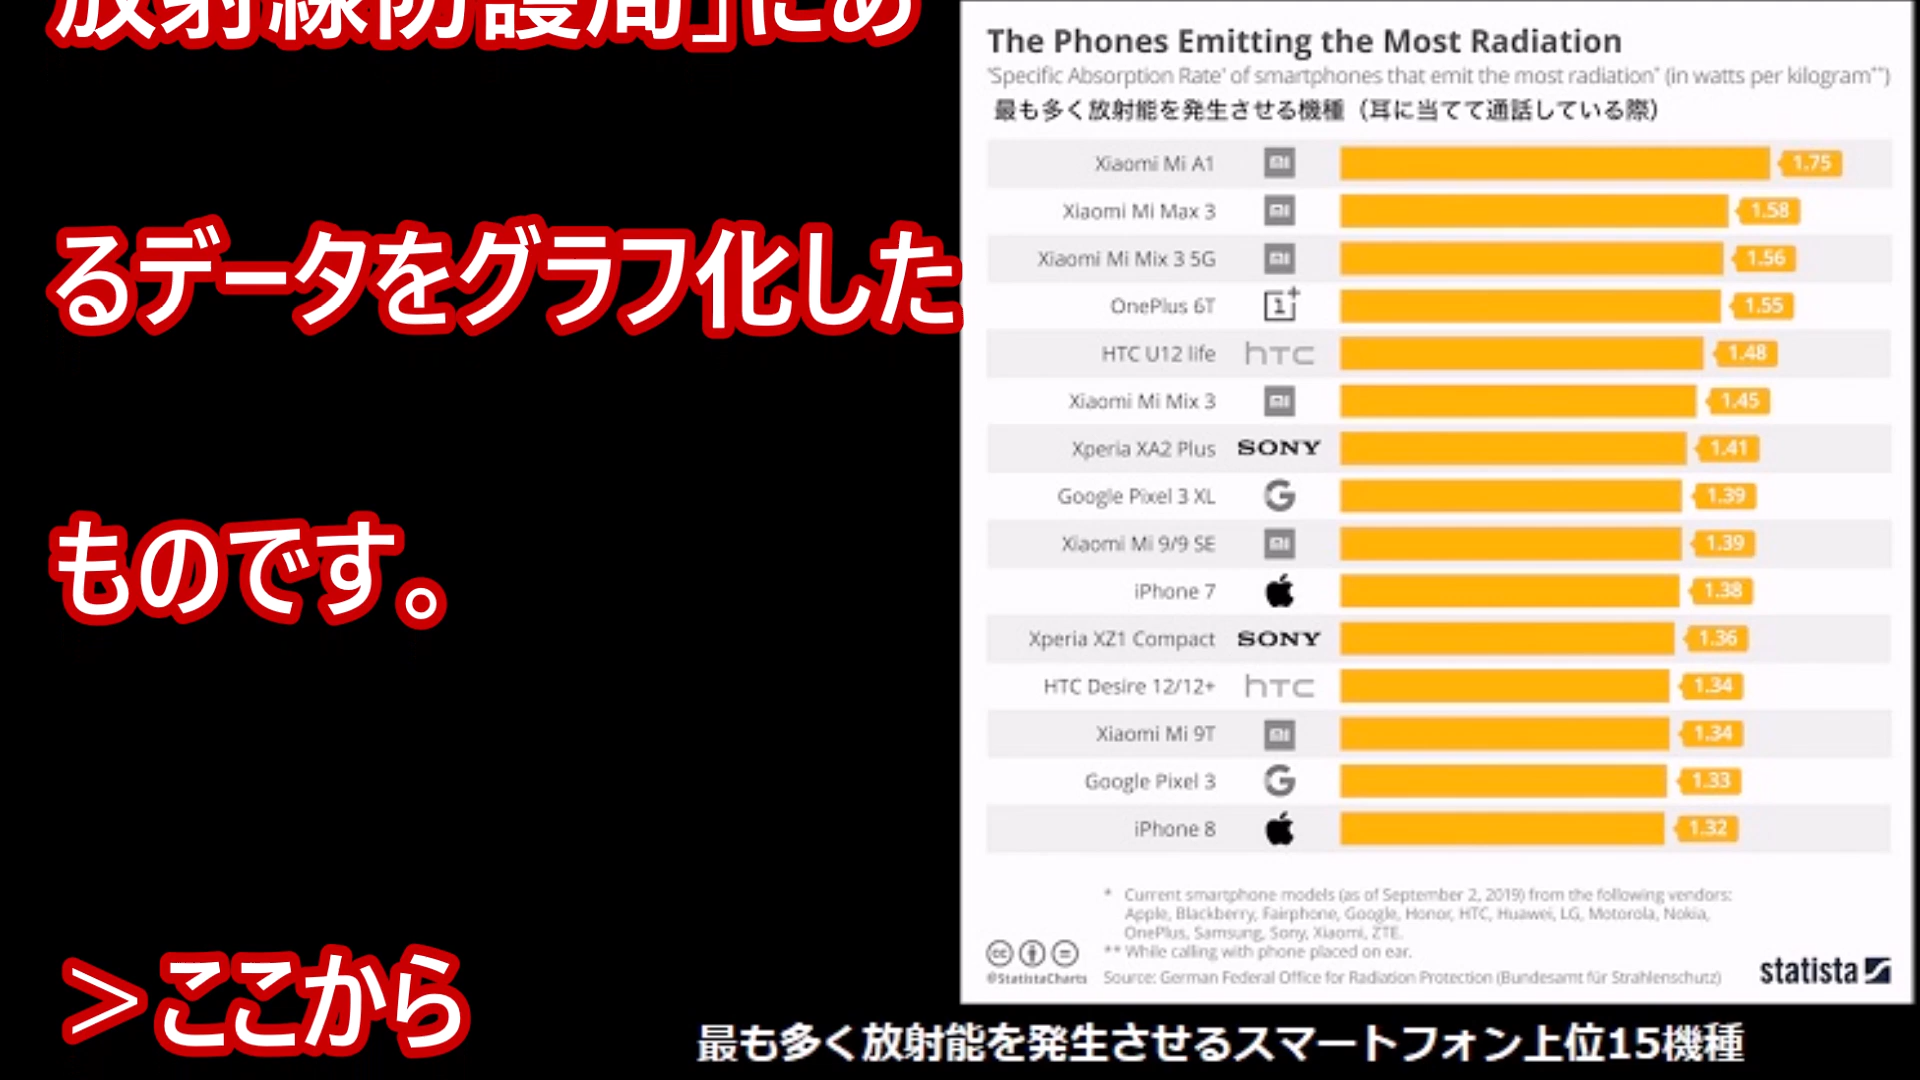 放射線防護局」にあ
るデータをグラフ化した
ものです。
＞ここから
The Phones Emitting the Most Radiation
'Specific Absorption Rate' of smartphones that emit the most radiation* (in watts per kilogram**)
最も多く放射能を発生させる機種（耳に当てて通話している際）
Xiaomi Mi A1 1.75
Xiaomi Mi Max 3 1.58
Xiaomi Mi Mix 3 5G 1.56
OnePlus 6T 1.55
HTC U12 life hTC 1.48
Xiaomi Mi Mix 3 1.45
Xperia XA2 Plus SONY 1.41
Google Pixel 3 XL G 1.39
Xiaomi Mi 9/9 SE 1.39
iPhone 7 1.38
Xperia XZ1 Compact SONY 1.36
HTC Desire 12/12+ hTC 1.34
Xiaomi Mi 9T 1.34
Google Pixel 3 G 1.33
iPhone 8 1.32
* Current smartphone models (as of September 2, 2019) from the following vendors:
Apple, Blackberry, Fairphone, Google, Honor, HTC, Huawei, LG, Motorola, Nokia,
OnePlus, Samsung, Sony, Xiaomi, ZTE.
** While calling with phone placed on ear.
@StatistaCharts Source: German Federal Office for Radiation Protection (Bundesamt für Strahlenschutz)
statista
最も多く放射能を発生させるスマートフォン上位15機種